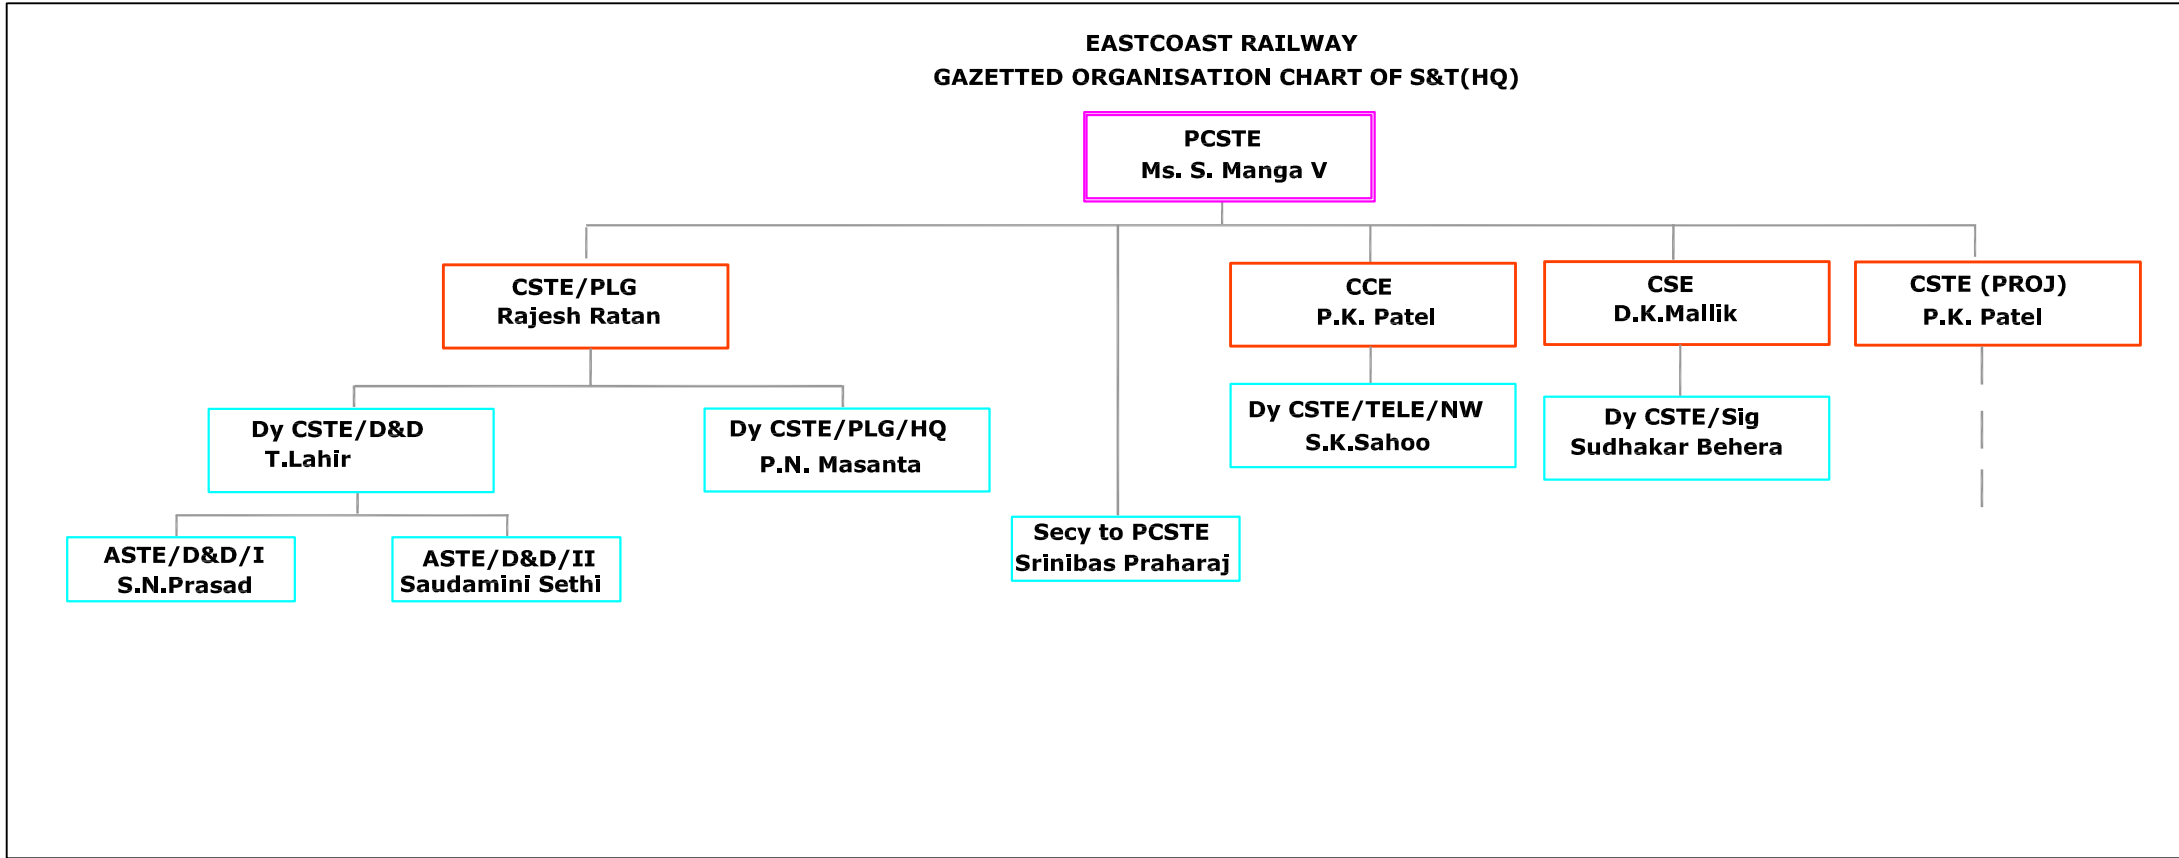 EASTCOAST RAILWAY
GAZETTED ORGANISATION CHART OF S&T(HQ)
PCSTE
Ms. S. Manga V
CSTE/PLG
Rajesh Ratan
CCE
P.K. Patel
CSE
D.K.Mallik
CSTE (PROJ)
P.K. Patel
Dy CSTE/D&D
T.Lahir
Dy CSTE/PLG/HQ
P.N. Masanta
Dy CSTE/TELE/NW
S.K.Sahoo
Dy CSTE/Sig
Sudhakar Behera
Secy to PCSTE
Srinibas Praharaj
ASTE/D&D/I
S.N.Prasad
ASTE/D&D/II
Saudamini Sethi